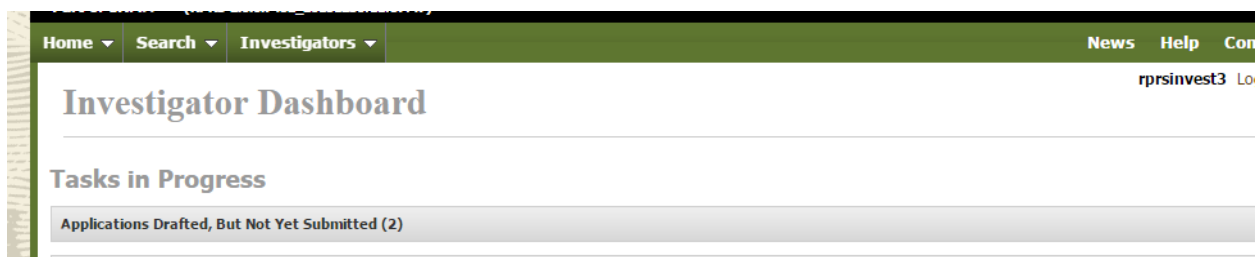 Home Search Investigators News Help
rprsinvest3
Investigator Dashboard
Tasks in Progress
Applications Drafted, But Not Yet Submitted (2)